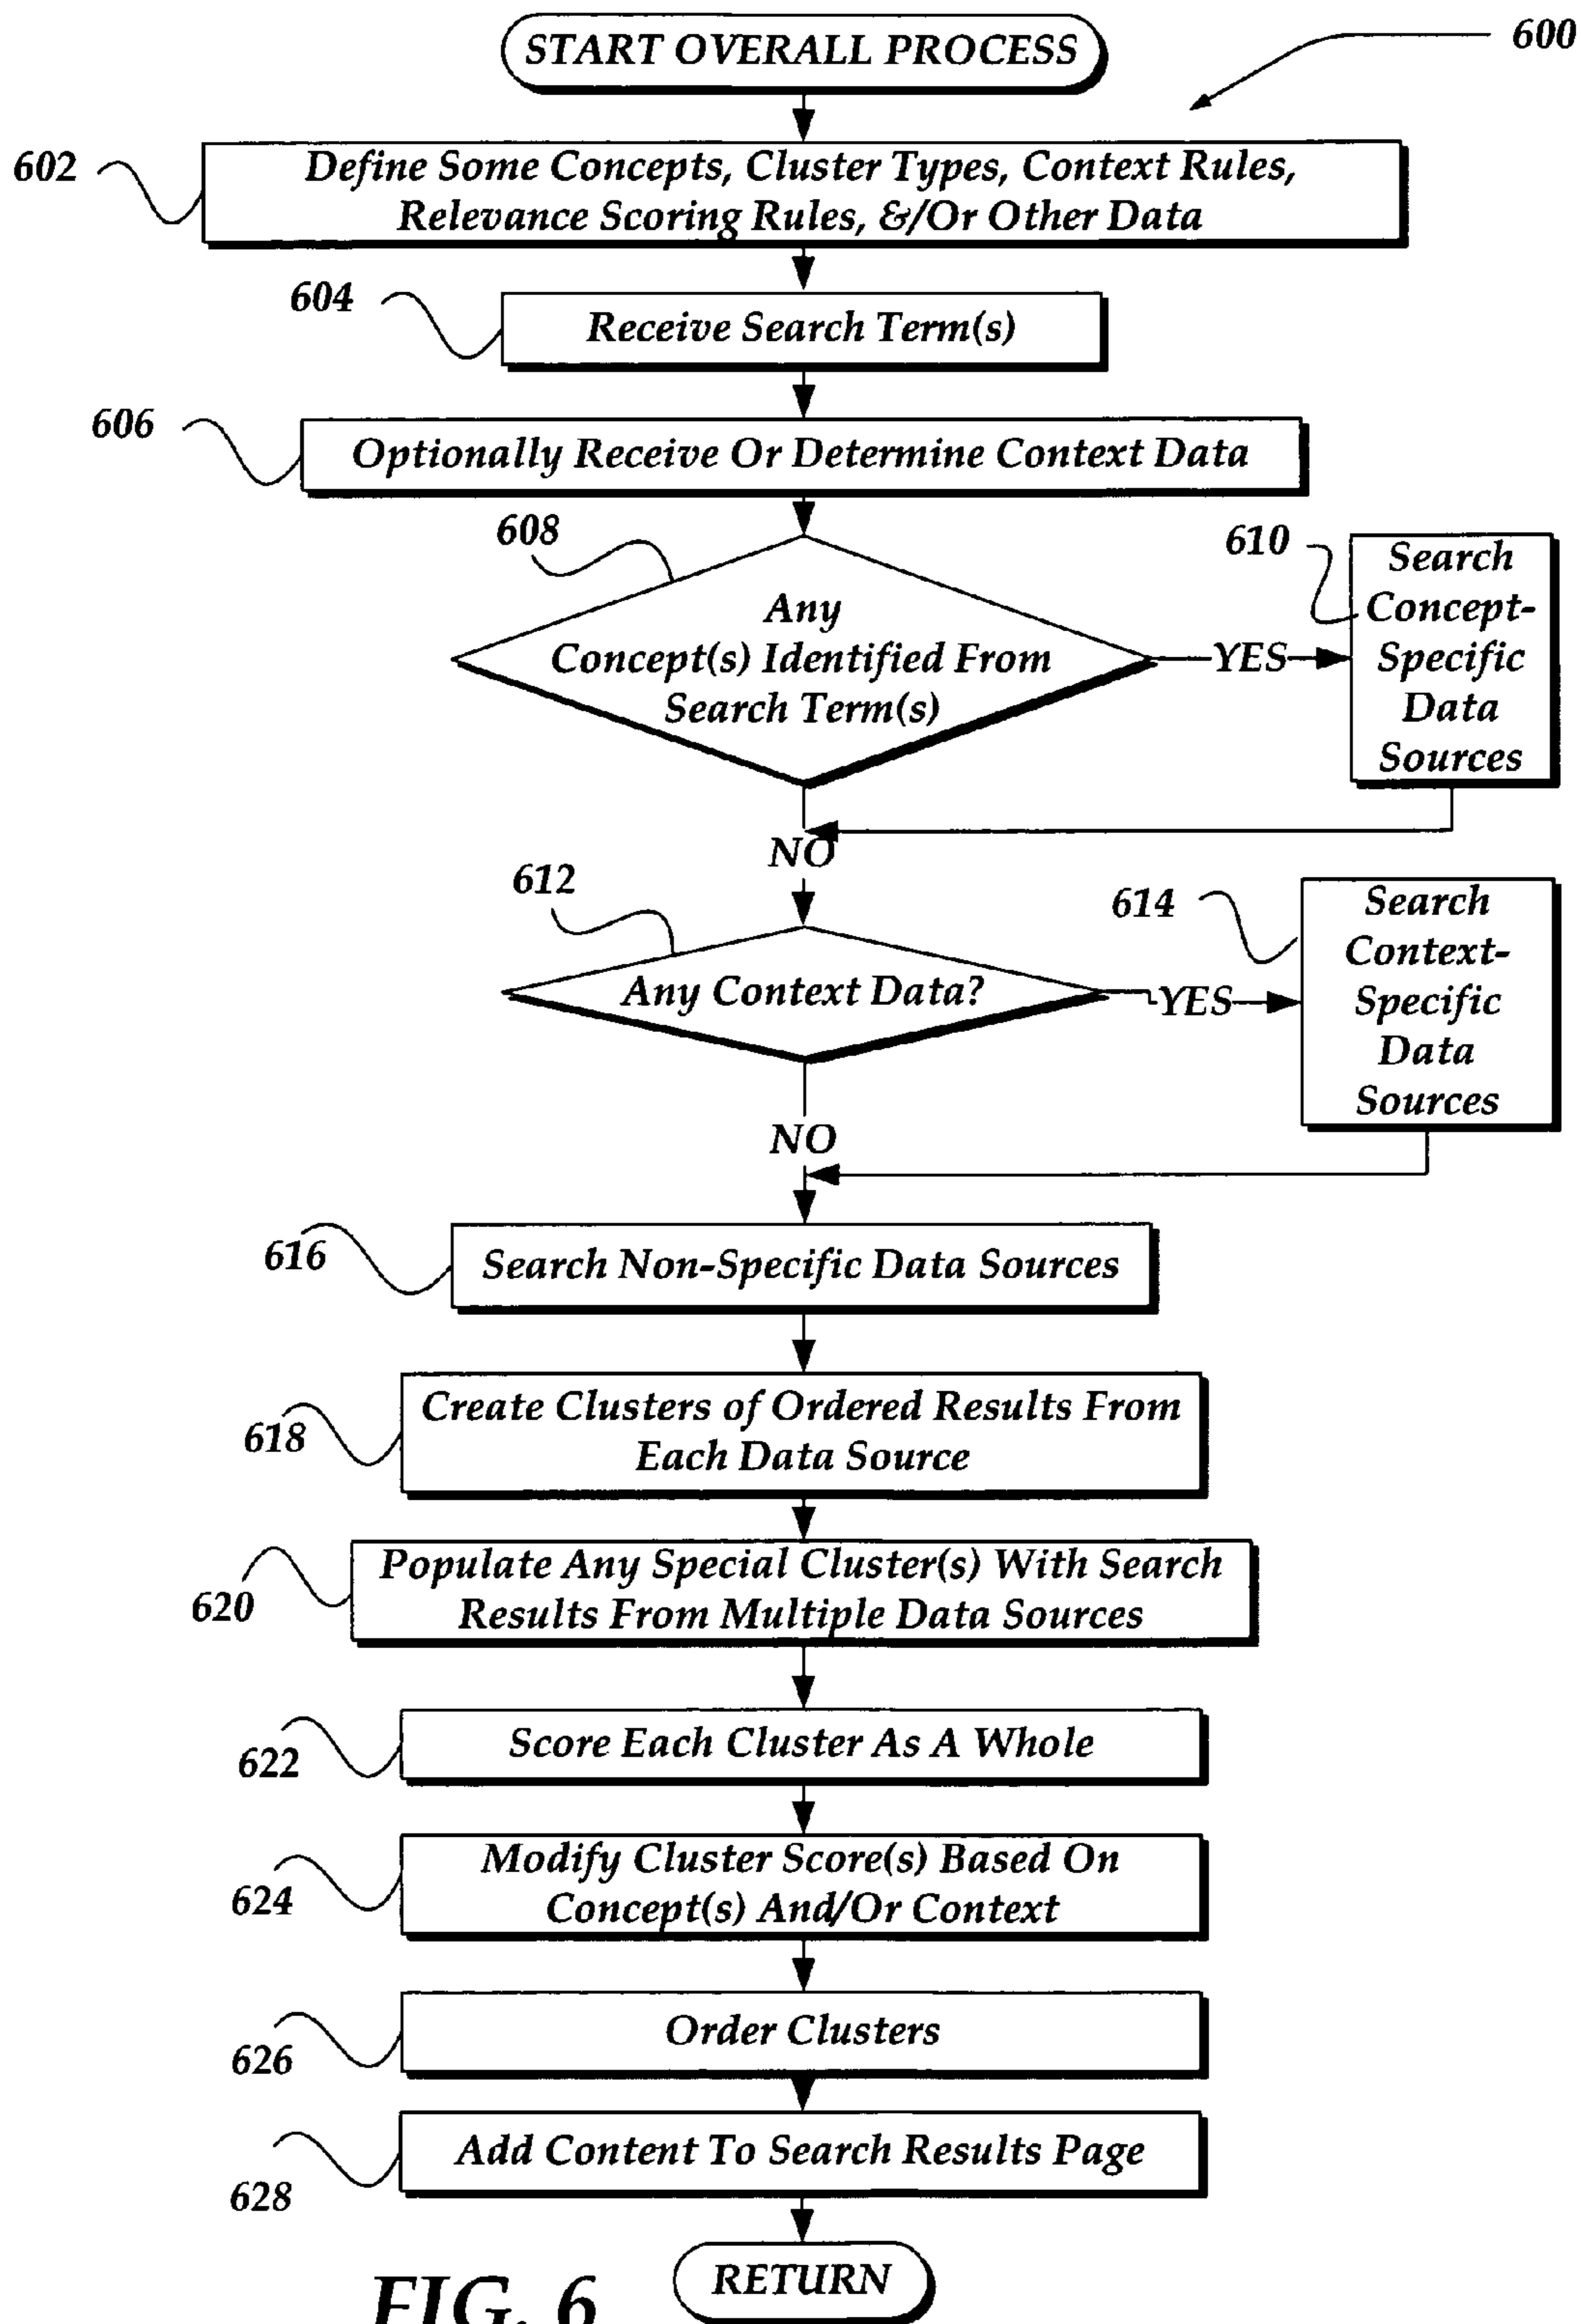 START OVERALL PROCESS
600
602
Define Some Concepts, Cluster Types, Context Rules,
Relevance Scoring Rules, &/Or Other Data
604
Receive Search Term(s)
606
Optionally Receive Or Determine Context Data
608
Any
Concept(s) Identified From
Search Term(s)
YES
610
Search
Concept-
Specific
Data
Sources
NO
612
Any Context Data?
YES
614
Search
Context-
Specific
Data
Sources
NO
616
Search Non-Specific Data Sources
618
Create Clusters of Ordered Results From
Each Data Source
620
Populate Any Special Cluster(s) With Search
Results From Multiple Data Sources
622
Score Each Cluster As A Whole
624
Modify Cluster Score(s) Based On
Concept(s) And/Or Context
626
Order Clusters
628
Add Content To Search Results Page
RETURN
FIG. 6